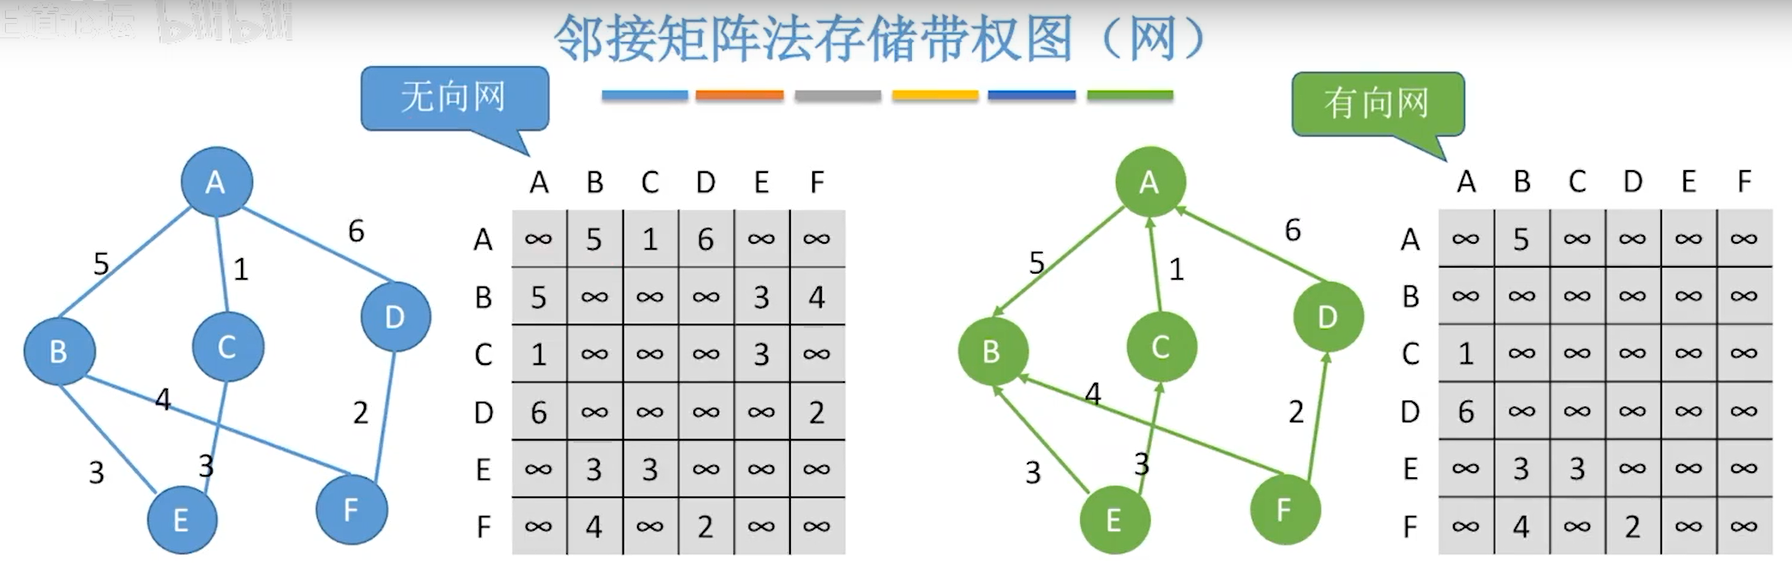 邻接矩阵法存储带权图（网）
bilibili
无向网
有向网
A
5
1
6
B
C
D
4
2
3
3
E
F
A B C D E F
A ∞ 5 1 6 ∞ ∞
B 5 ∞ ∞ ∞ 3 4
C 1 ∞ ∞ ∞ 3 ∞
D 6 ∞ ∞ ∞ ∞ 2
E ∞ 3 3 ∞ ∞ ∞
F ∞ 4 ∞ 2 ∞ ∞
A
5
1
6
B
C
D
4
2
3
3
E
F
A B C D E F
A ∞ 5 ∞ ∞ ∞ ∞
B ∞ ∞ ∞ ∞ ∞ ∞
C 1 ∞ ∞ ∞ ∞ ∞
D 6 ∞ ∞ ∞ ∞ ∞
E ∞ 3 3 ∞ ∞ ∞
F ∞ 4 ∞ 2 ∞ ∞